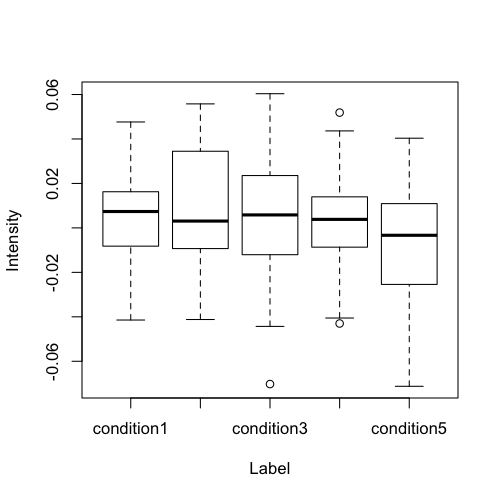 Intensity
0.06
0.02
-0.02
-0.06
condition1
condition3
condition5
Label